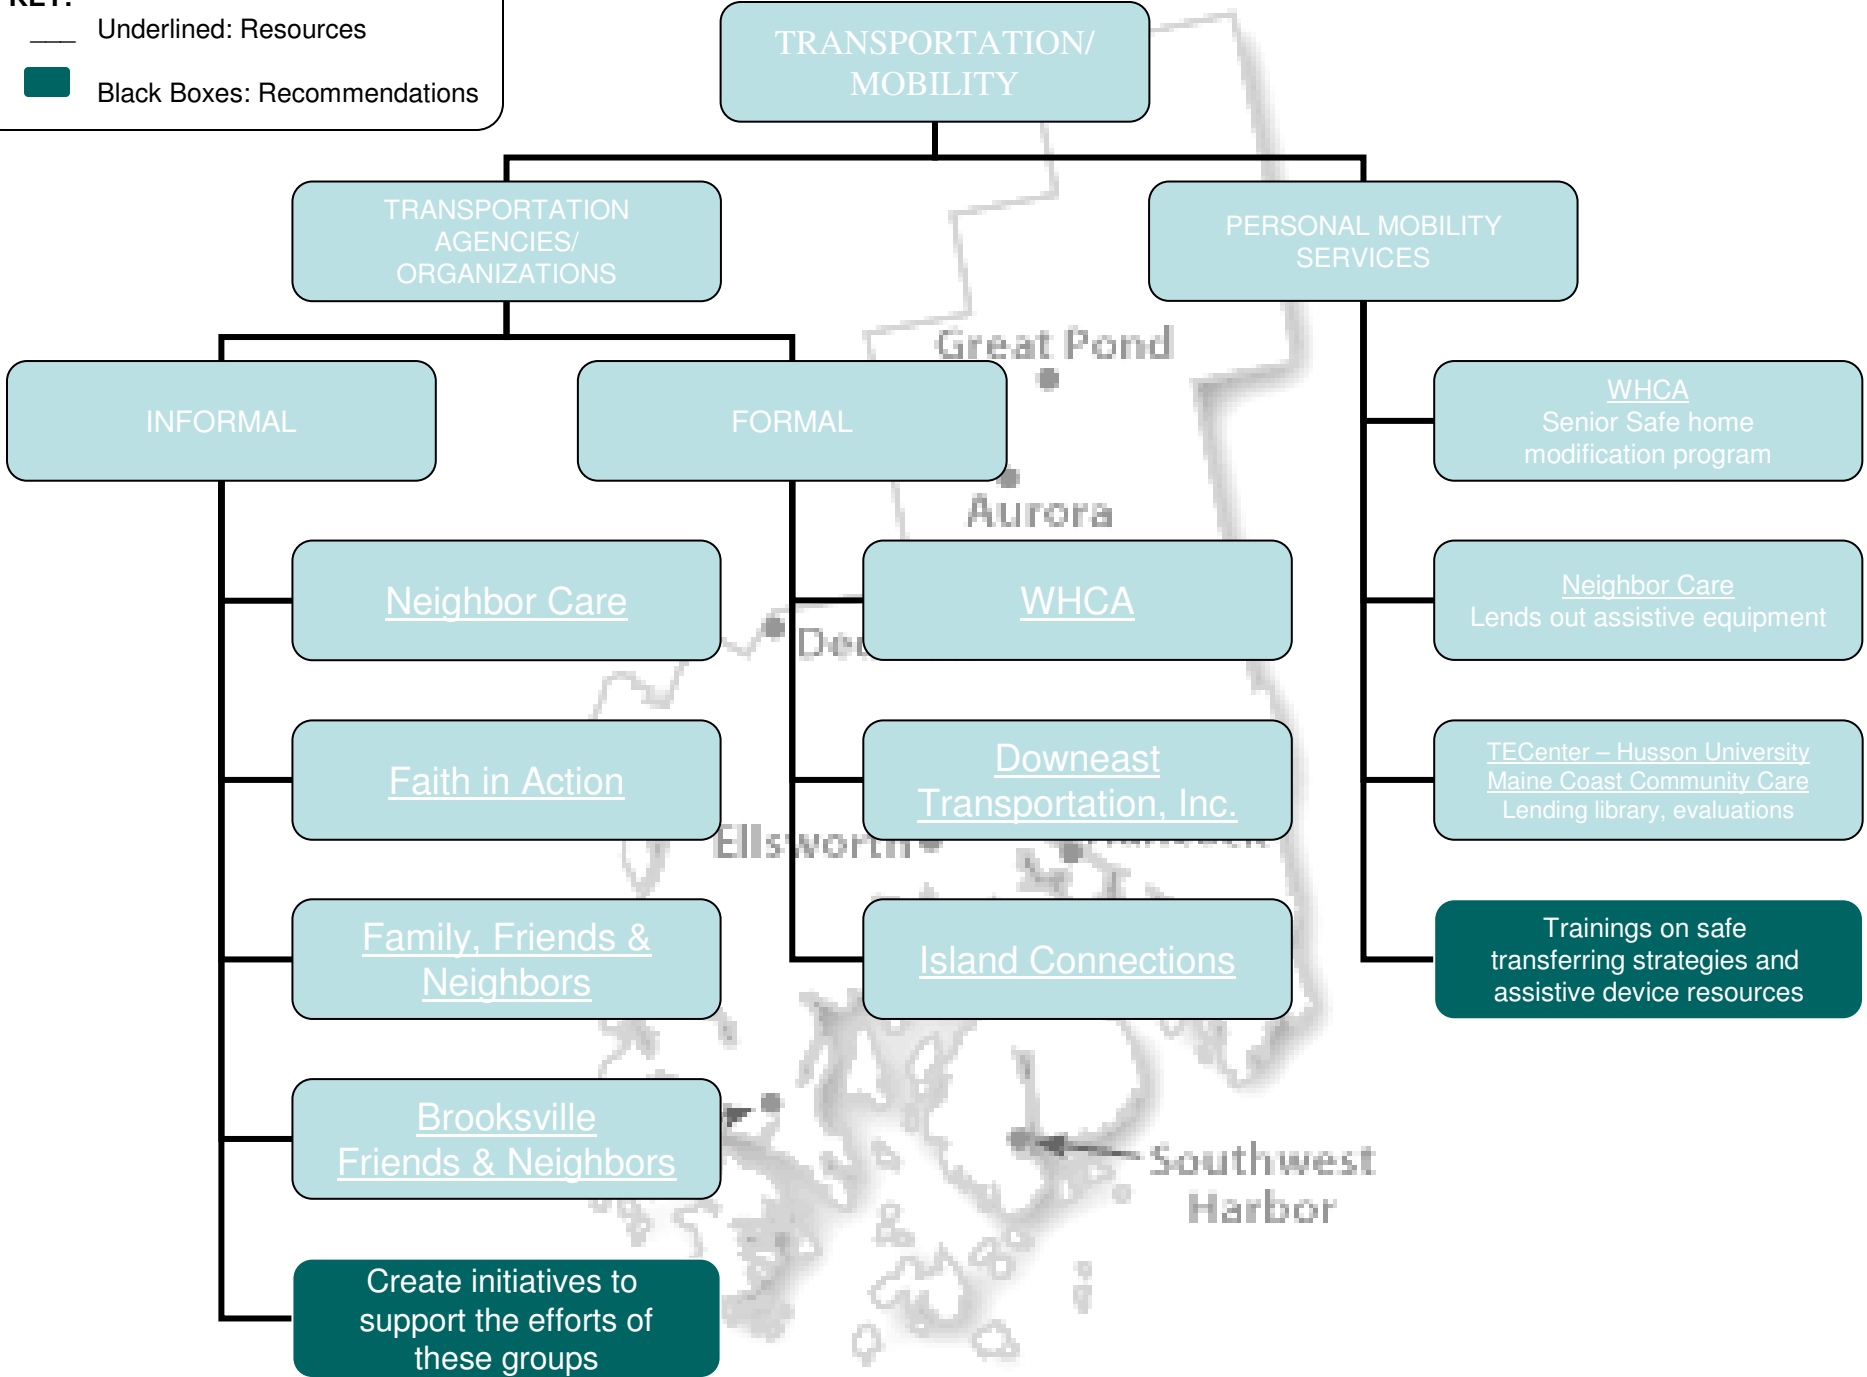 KEY:
___ Underlined: Resources
Black Boxes: Recommendations
TRANSPORTATION/
MOBILITY
TRANSPORTATION
AGENCIES/
ORGANIZATIONS
PERSONAL MOBILITY
SERVICES
INFORMAL
FORMAL
Great Pond
Aurora
WHCA
Senior Safe home
modification program
Neighbor Care
WHCA
Neighbor Care
Lends out assistive equipment
Faith in Action
Downeast
Transportation, Inc.
TECenter – Husson University
Maine Coast Community Care
Lending library, evaluations
Ellsworth
Family, Friends &
Neighbors
Island Connections
Trainings on safe
transferring strategies and
assistive device resources
Brooksville
Friends & Neighbors
Southwest
Harbor
Create initiatives to
support the efforts of
these groups